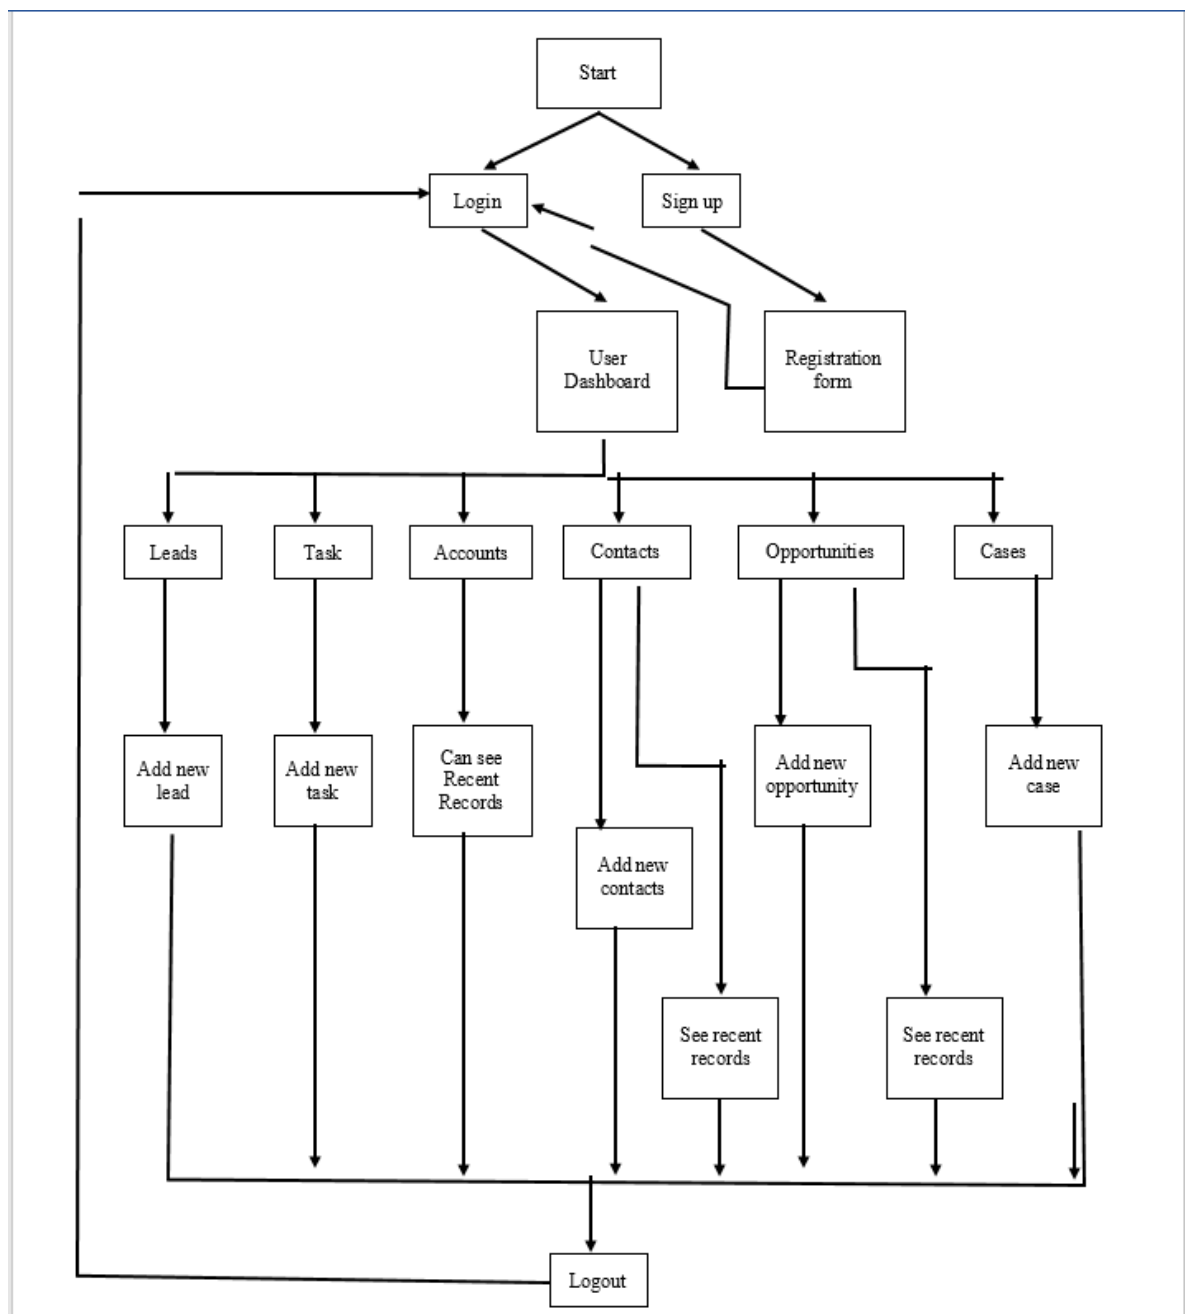 Start
Login
Sign up
User
Dashboard
Registration
form
Leads
Task
Accounts
Contacts
Opportunities
Cases
Add new
lead
Add new
task
Can see
Recent
Records
Add new
opportunity
Add new
case
Add new
contacts
See recent
records
See recent
records
Logout